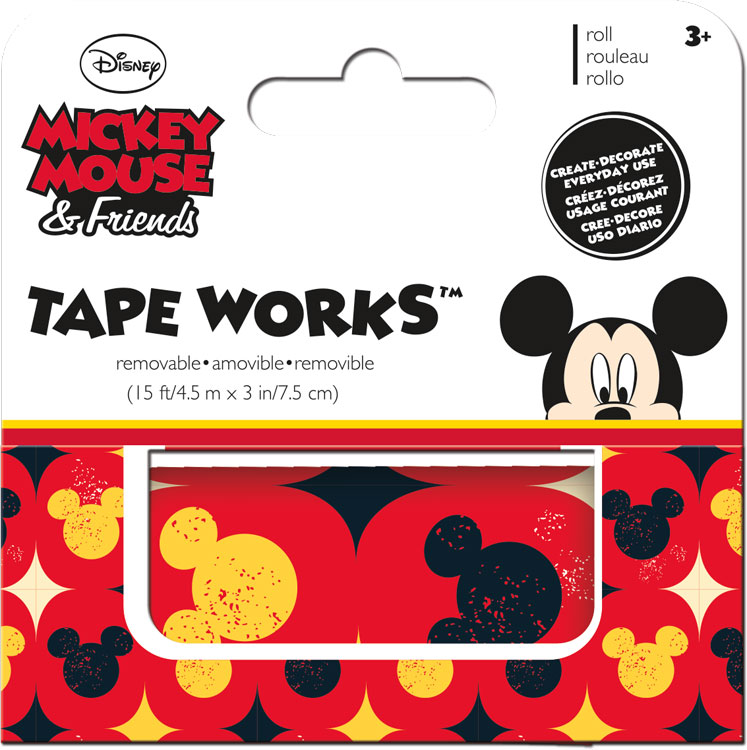 Disney
MICKEY
MOUSE
& Friends
roll
rouleau
rollo
3+
CREATE•DECORATE
EVERYDAY USE
CRÉEZ•DÉCOREZ
USAGE COURANT
CREE•DECORE
USO DIARIO
TAPE WORKS™
removable•amovible•removible
(15 ft/4.5 m x 3 in/7.5 cm)